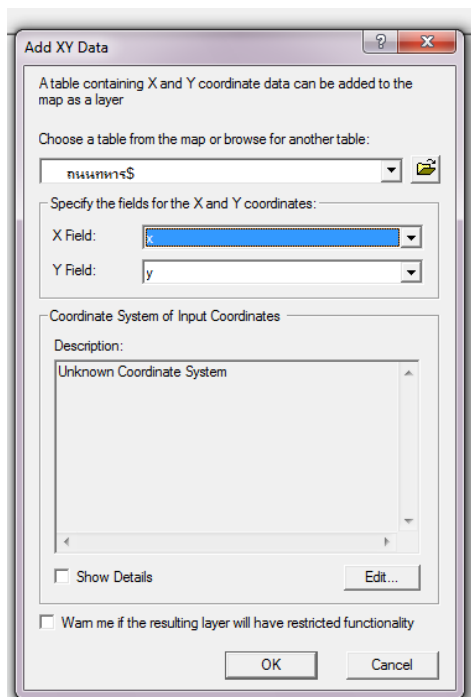 Add XY Data
A table containing X and Y coordinate data can be added to the
map as a layer
Choose a table from the map or browse for another table:
ถนนทหาร$
Specify the fields for the X and Y coordinates:
X Field:
x
Y Field:
y
Coordinate System of Input Coordinates
Description:
Unknown Coordinate System
Show Details
Edit...
Warn me if the resulting layer will have restricted functionality
OK
Cancel